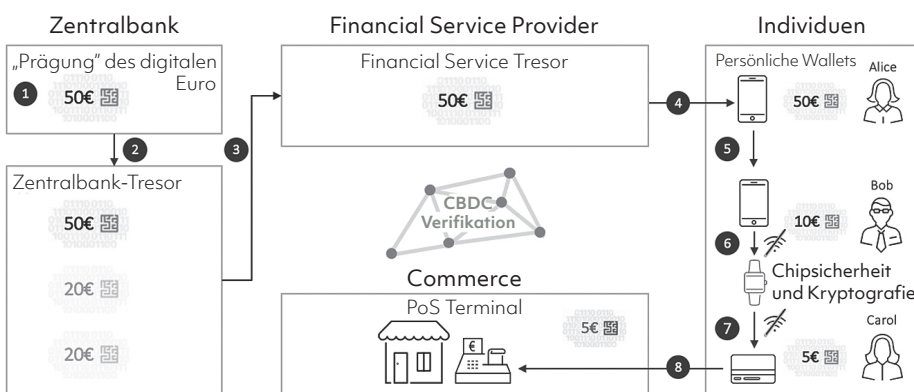 Zentralbank
„Prägung" des digitalen
Euro
1
50€
2
Zentralbank-Tresor
50€
20€
20€
3
Financial Service Provider
Financial Service Tresor
50€
4
CBDC
Verifikation
Commerce
PoS Terminal
€
5€
Individuen
Persönliche Wallets
Alice
50€
5
Bob
10€
6
Chipsicherheit
und Kryptografie
7
Carol
5€
8